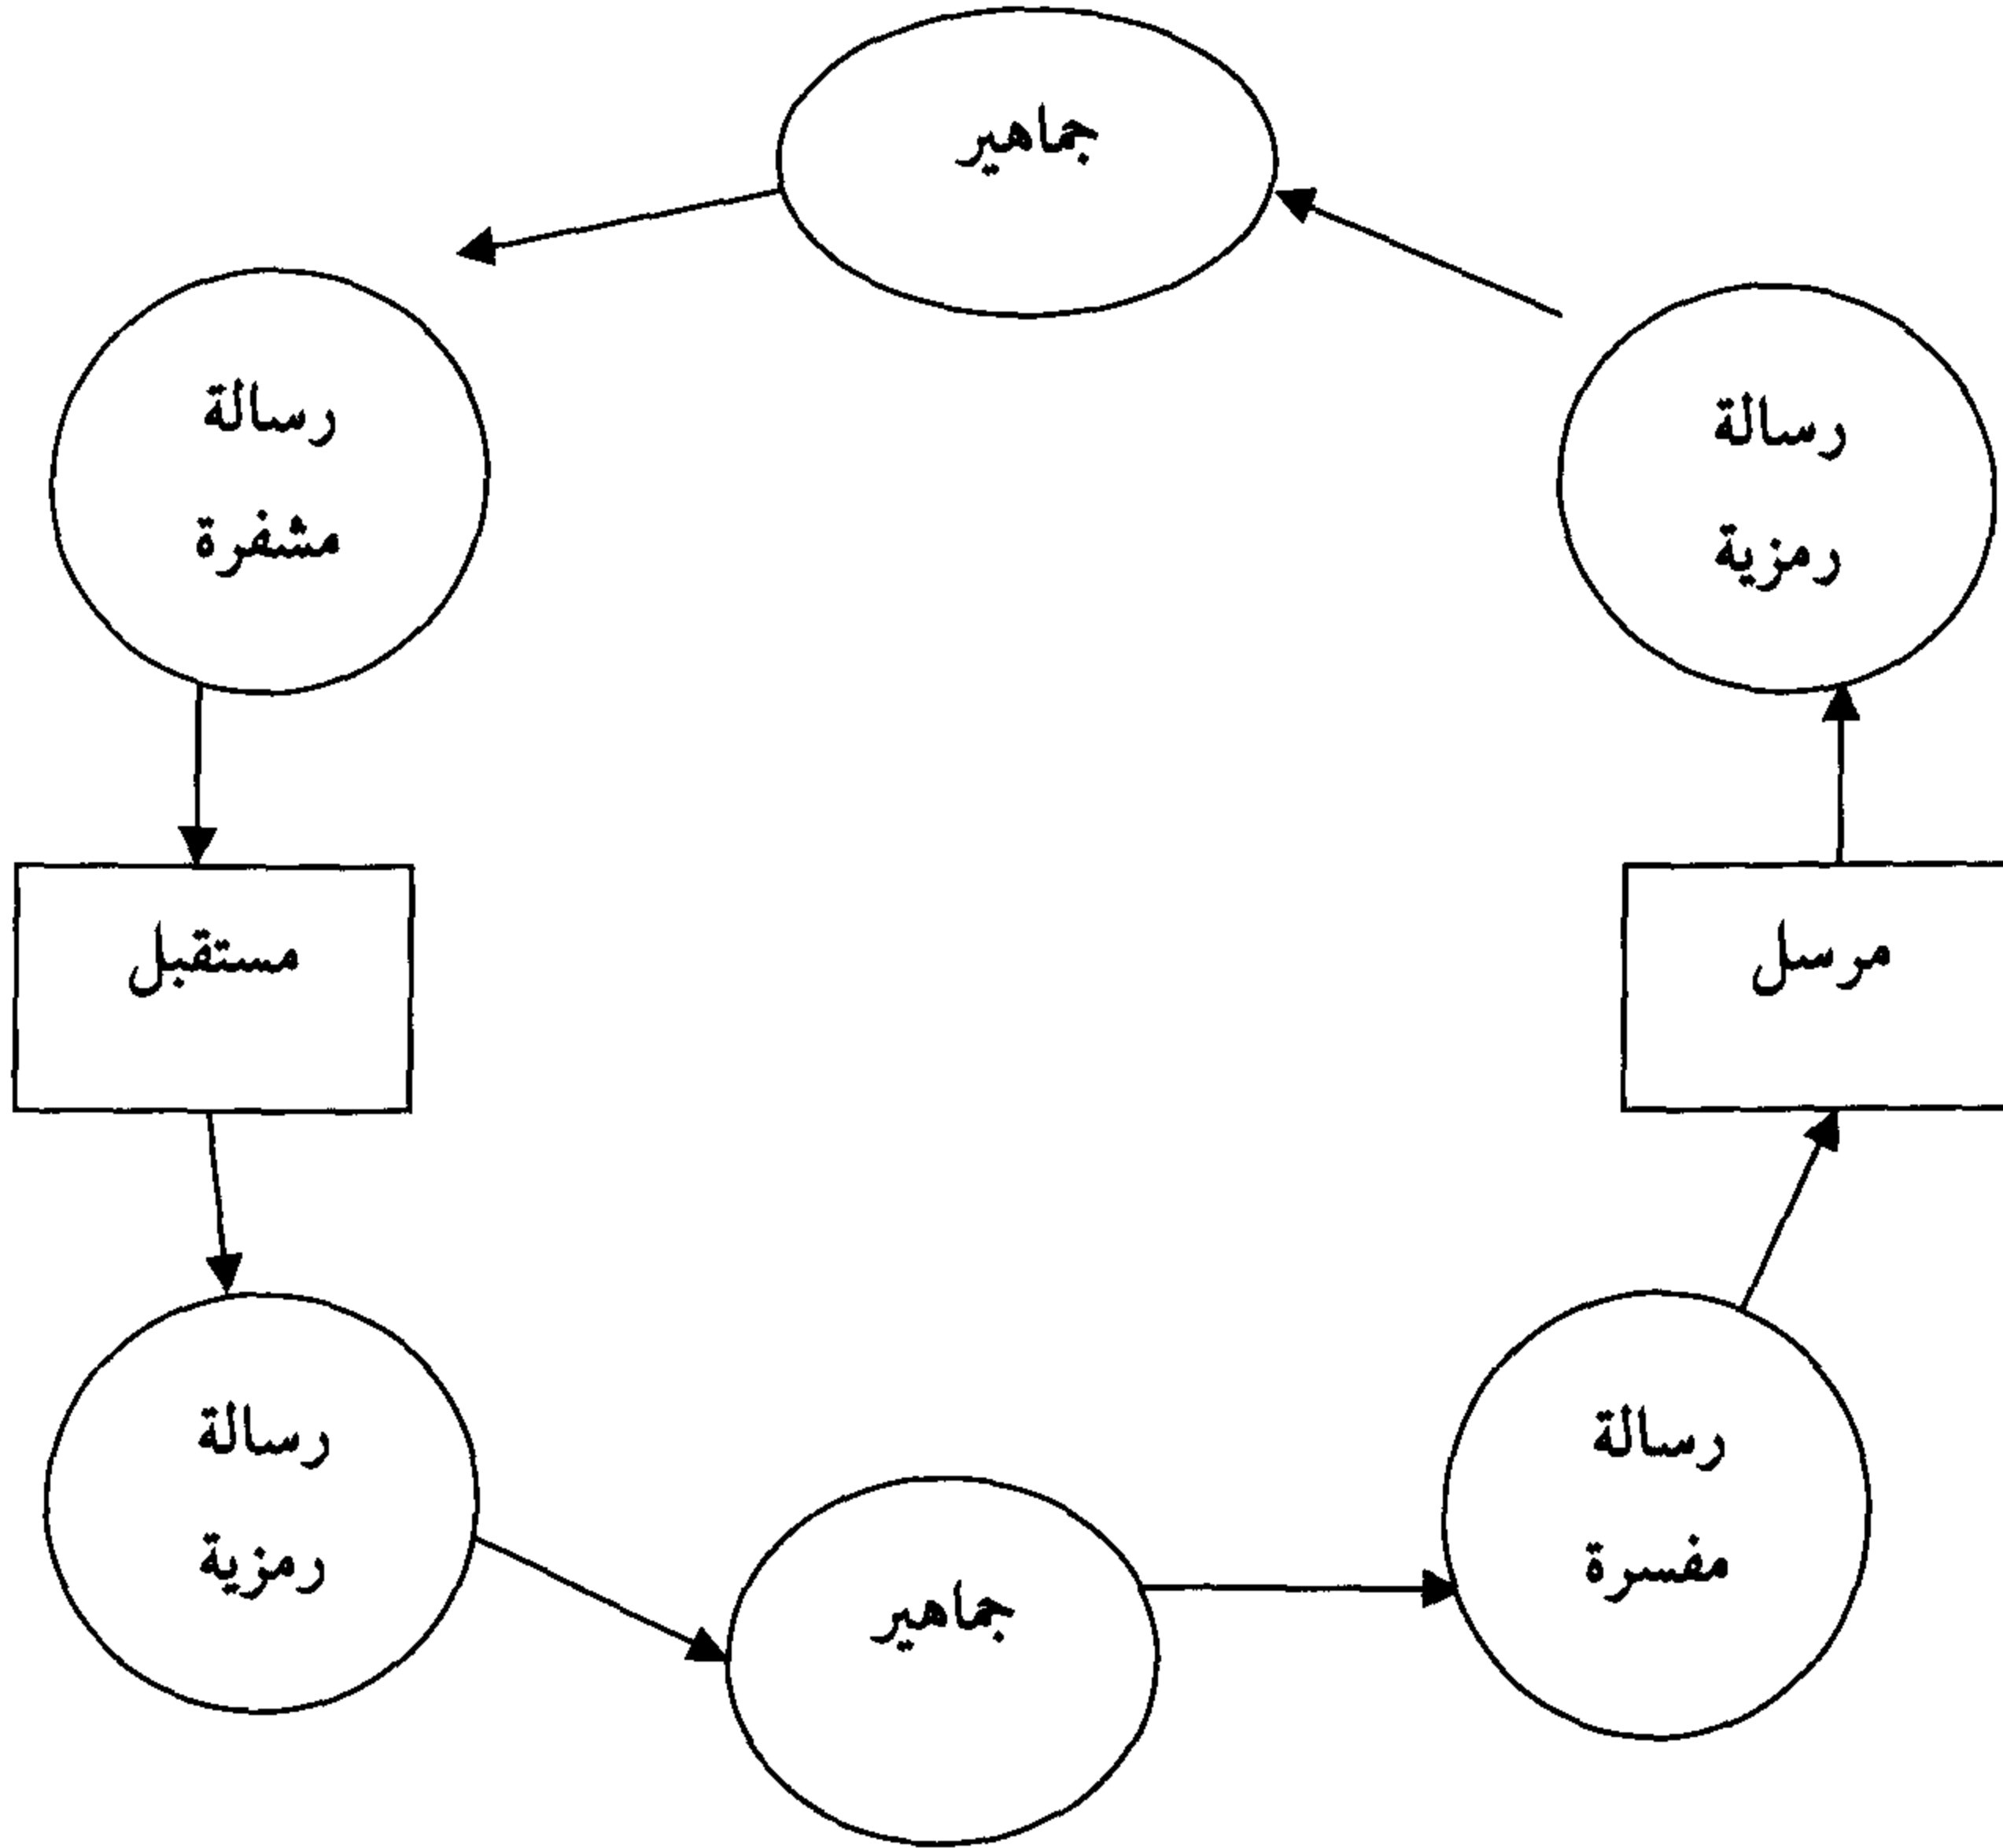 جماهير
رسالة
رمزية
رسالة
مشفرة
مرسل
مستقبل
رسالة
مفسرة
رسالة
رمزية
جماهير